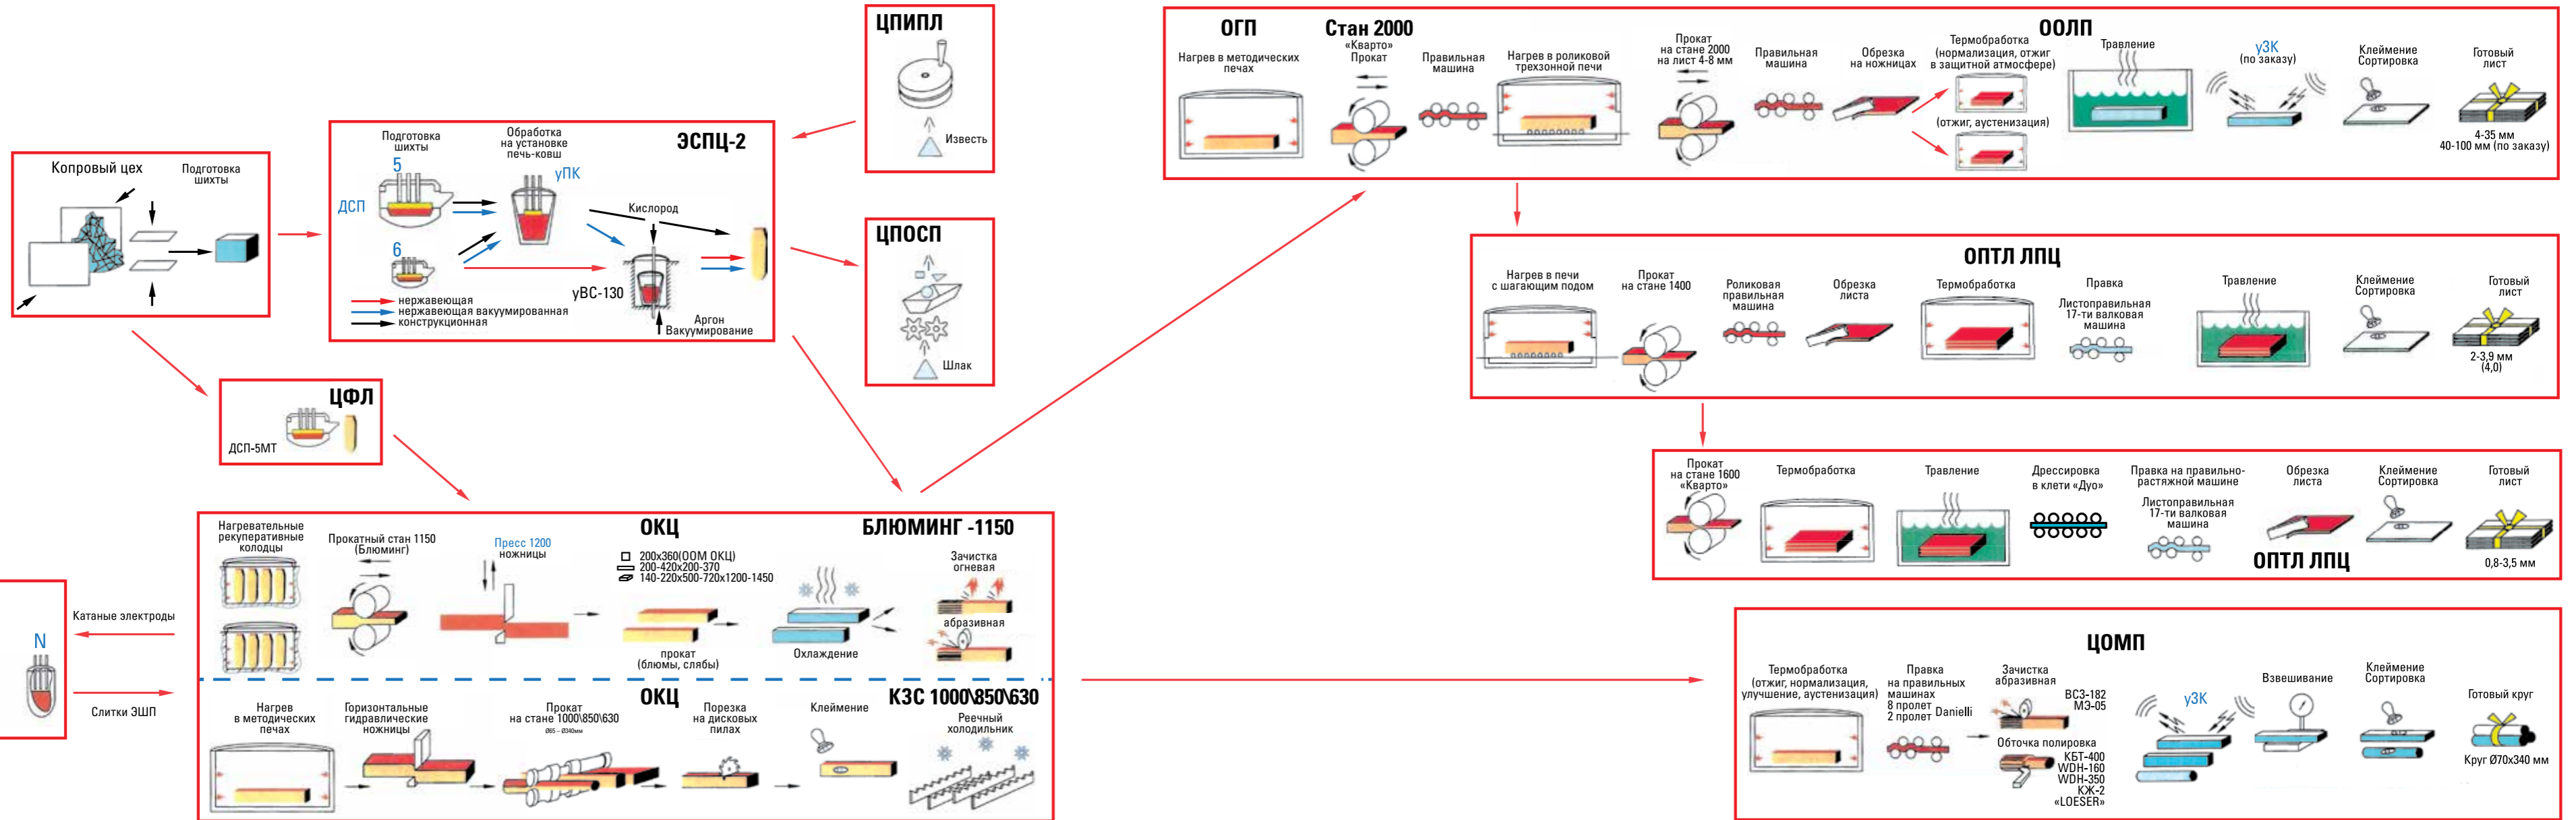 Копровый цех
Подготовка
шихты
ЭСПЦ-2
Подготовка
шихты
5
ДСП
6
Обработка
на установке
печь-ковш
уПК
Кислород
уВС-130
Аргон
Вакуумирование
нержавеющая
нержавеющая вакуумированная
конструкционная
ЦПИПЛ
Известь
ЦПОСП
Шлак
ЦФЛ
ДСП-5МТ
N
Катаные электроды
Слитки ЭШП
ОКЦ
БЛЮМИНГ -1150
Нагревательные
рекуперативные
колодцы
Прокатный стан 1150
(Блюминг)
Пресс 1200
ножницы
200х360(ООМ ОКЦ)
200-420х200-370
140-220х500-720х1200-1450
прокат
(блюмы, слябы)
Охлаждение
Зачистка
огневая
абразивная
ОКЦ
КЗС 1000\850\630
Нагрев
в методических
печах
Горизонтальные
гидравлические
ножницы
Прокат
на стане 1000\850\630
Ø65 – Ø340мм
Порезка
на дисковых
пилах
Клеймение
Реечный
холодильник
ОГП
Стан 2000
ООЛП
Нагрев в методических
печах
«Кварто»
Прокат
Правильная
машина
Нагрев в роликовой
трехзонной печи
Прокат
на стане 2000
на лист 4-8 мм
Правильная
машина
Обрезка
на ножницах
Термобработка
(нормализация, отжиг
в защитной атмосфере)
(отжиг, аустенизация)
Травление
уЗК
(по заказу)
Клеймение
Сортировка
Готовый
лист
4-35 мм
40-100 мм (по заказу)
ОПТЛ ЛПЦ
Нагрев в печи
с шагающим подом
Прокат
на стане 1400
Роликовая
правильная
машина
Обрезка
листа
Термобработка
Правка
Листоправильная
17-ти валковая
машина
Травление
Клеймение
Сортировка
Готовый
лист
2-3,9 мм
(4,0)
Прокат
на стане 1600
«Кварто»
Термобработка
Травление
Дрессировка
в клети «Дуо»
Правка на правильно-
растяжной машине
Листоправильная
17-ти валковая
машина
ОПТЛ ЛПЦ
Обрезка
листа
Клеймение
Сортировка
Готовый
лист
0,8-3,5 мм
ЦОМП
Термобработка
(отжиг, нормализация,
улучшение, аустенизация)
Правка
на правильных
машинах
8 пролет
2 пролет Danielli
Зачистка
абразивная
ВСЗ-182
МЭ-05
Обточка полировка
КБТ-400
WDH-160
WDH-350
КЖ-2
«LOESER»
уЗК
Взвешивание
Клеймение
Сортировка
Готовый круг
Круг Ø70х340 мм